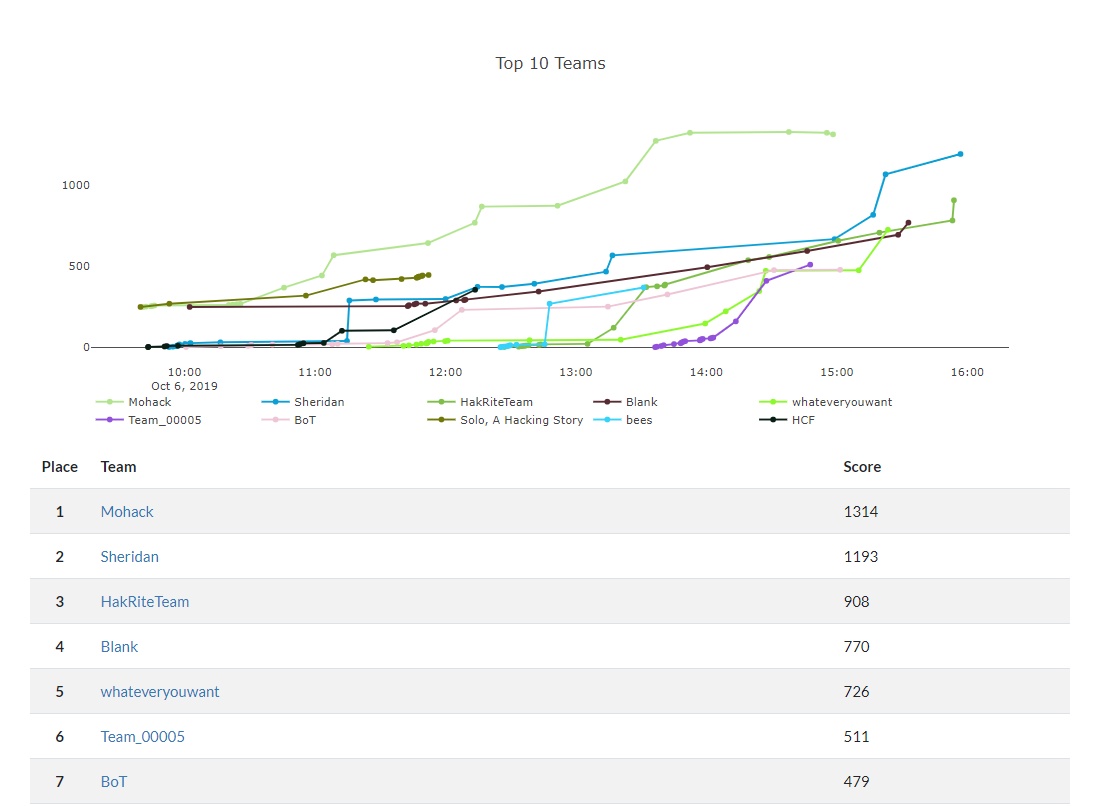 Top 10 Teams
1000
500
0
10:00 11:00 12:00 13:00 14:00 15:00 16:00
Oct 6, 2019
Mohack Sheridan HakRiteTeam Blank whateveryouwant
Team_00005 BoT Solo, A Hacking Story bees HCF
Place Team Score
1 Mohack 1314
2 Sheridan 1193
3 HakRiteTeam 908
4 Blank 770
5 whateveryouwant 726
6 Team_00005 511
7 BoT 479